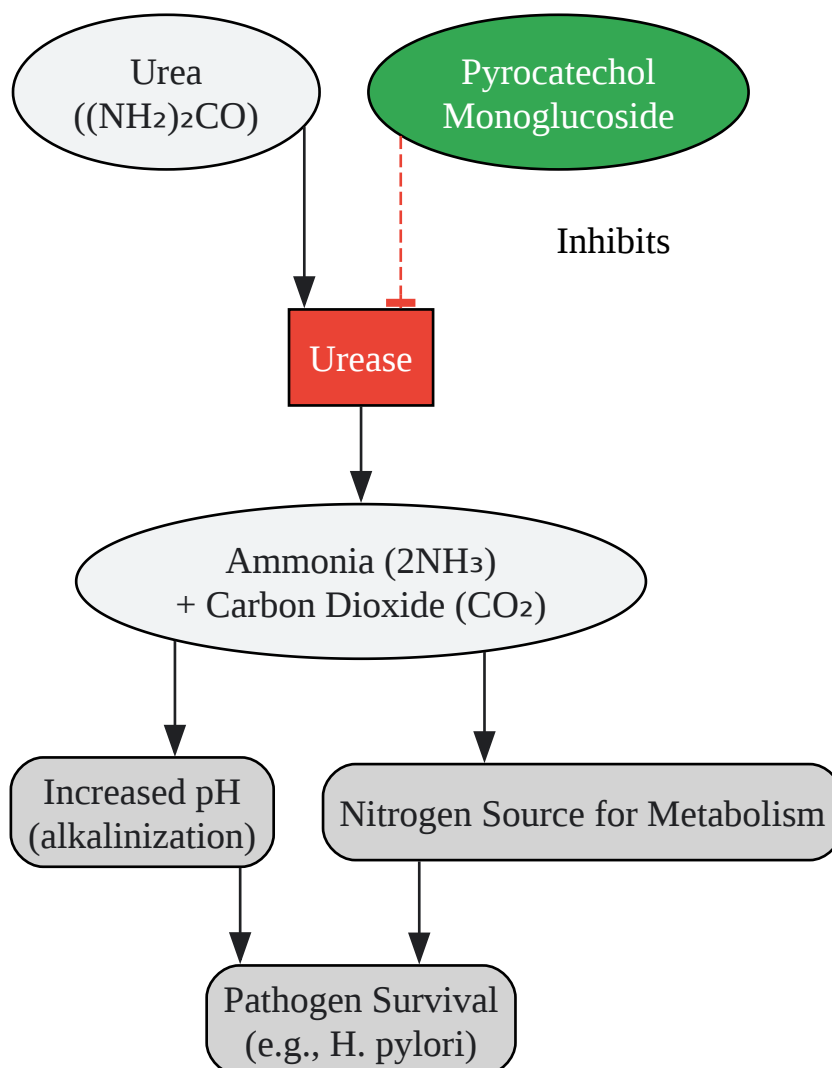 Urea
((NH₂)₂CO)
Pyrocatechol
Monoglucoside
Inhibits
Urease
Ammonia (2NH₃)
+ Carbon Dioxide (CO₂)
Increased pH
(alkalinization)
Nitrogen Source for Metabolism
Pathogen Survival
(e.g., H. pylori)